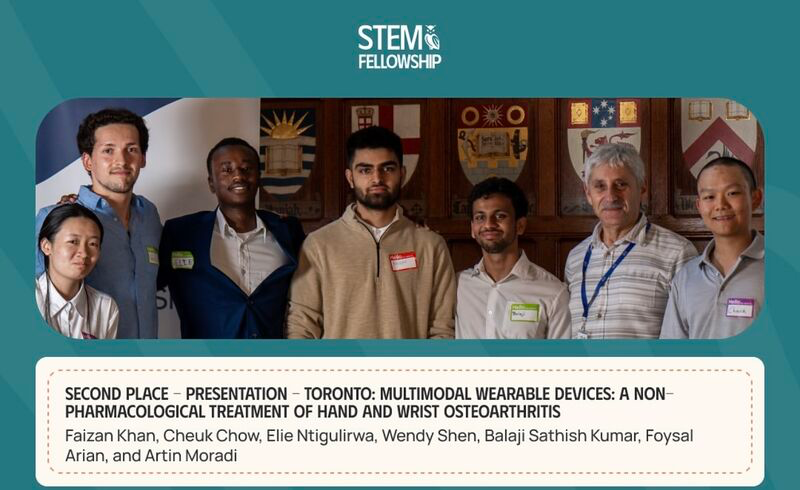 STEM
FELLOWSHIP
Balaji
SECOND PLACE – PRESENTATION – TORONTO: MULTIMODAL WEARABLE DEVICES: A NON-
PHARMACOLOGICAL TREATMENT OF HAND AND WRIST OSTEOARTHRITIS
Faizan Khan, Cheuk Chow, Elie Ntigulirwa, Wendy Shen, Balaji Sathish Kumar, Foysal
Arian, and Artin Moradi